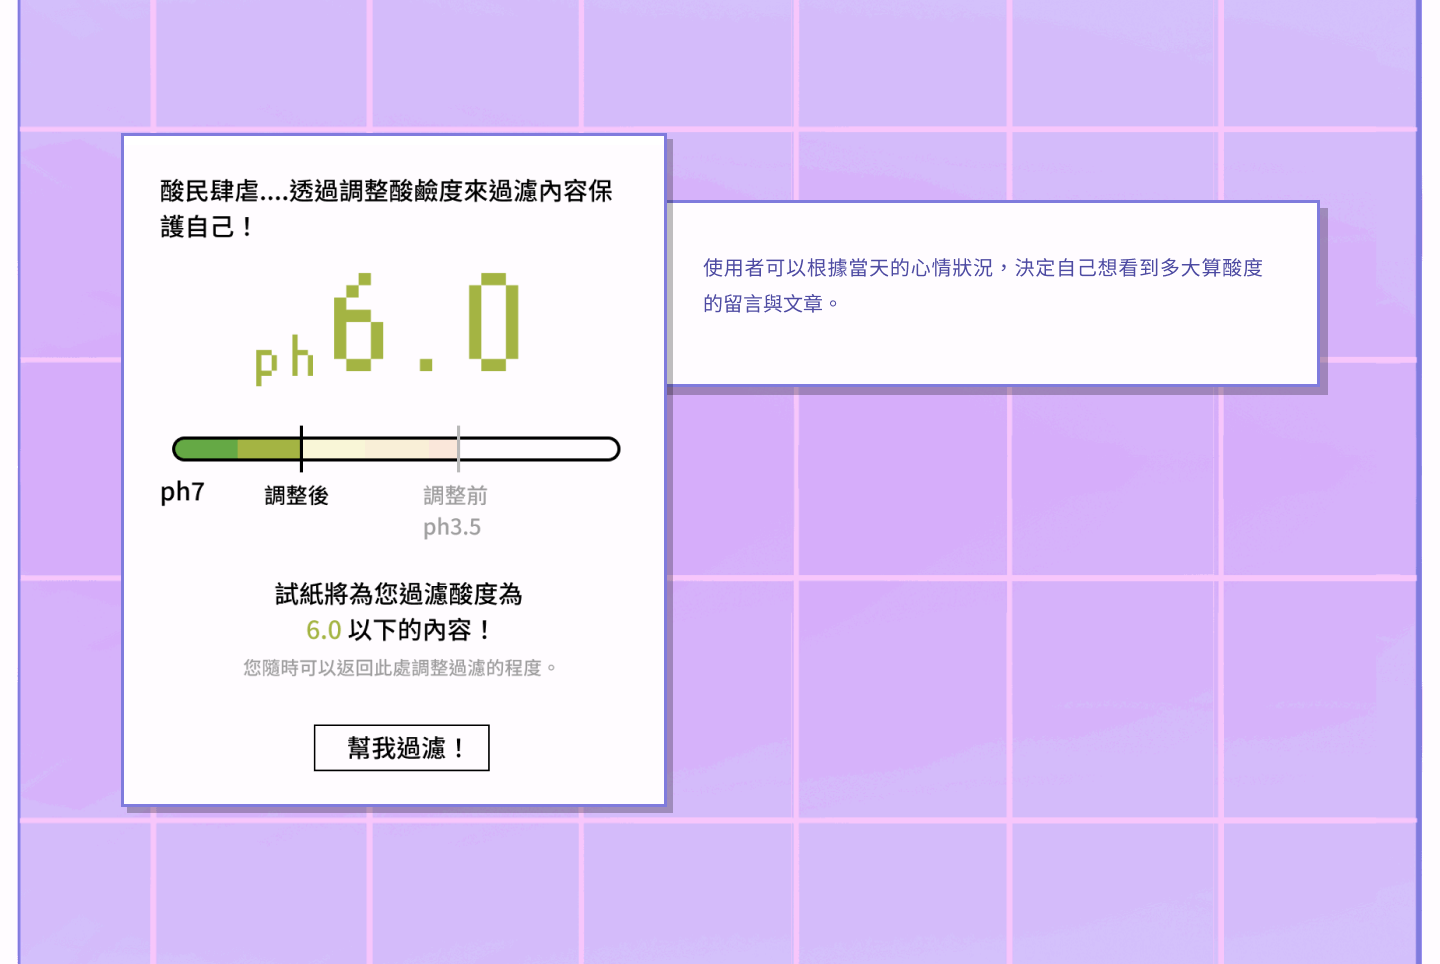 酸民肆虐....透過調整酸鹼度來過濾內容保
護自己！
ph6.0
ph7
調整後
調整前
ph3.5
試紙將為您過濾酸度為
6.0 以下的內容！
您隨時可以返回此處調整過濾的程度。
幫我過濾！
使用者可以根據當天的心情狀況，決定自己想看到多大算酸度
的留言與文章。